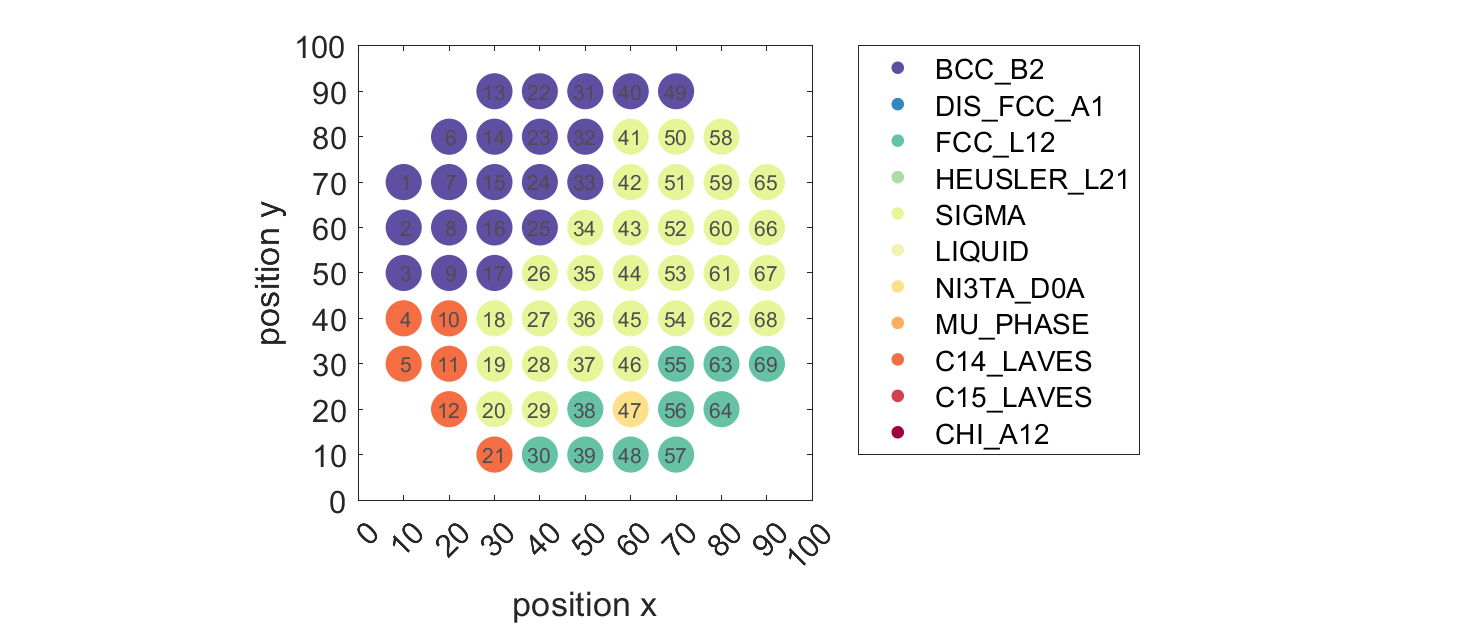 100
90
80
70
60
50
40
30
20
10
0
position y
13 22 31 40 49
6 14 23 32 41 50 58
1 7 15 24 33 42 51 59 65
2 8 16 25 34 43 52 60 66
3 9 17 26 35 44 53 61 67
4 10 18 27 36 45 54 62 68
5 11 19 28 37 46 55 63 69
12 20 29 38 47 56 64
21 30 39 48 57
0 10 20 30 40 50 60 70 80 90 100
position x
BCC_B2
DIS_FCC_A1
FCC_L12
HEUSLER_L21
SIGMA
LIQUID
NI3TA_D0A
MU_PHASE
C14_LAVES
C15_LAVES
CHI_A12